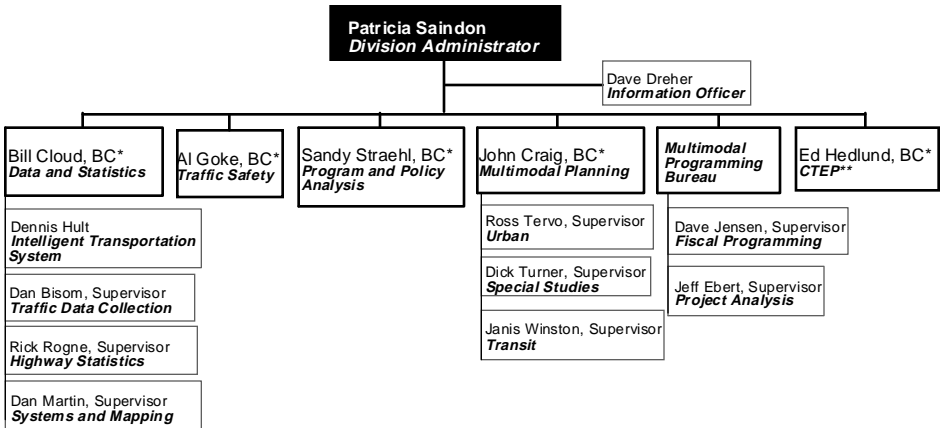 Patricia Saindon
Division Administrator
Dave Dreher
Information Officer
Bill Cloud, BC*
Data and Statistics
Al Goke, BC*
Traffic Safety
Sandy Straehl, BC*
Program and Policy
Analysis
John Craig, BC*
Multimodal Planning
Multimodal
Programming
Bureau
Ed Hedlund, BC*
CTEP**
Dennis Hult
Intelligent Transportation
System
Dan Bisom, Supervisor
Traffic Data Collection
Rick Rogne, Supervisor
Highway Statistics
Dan Martin, Supervisor
Systems and Mapping
Ross Tervo, Supervisor
Urban
Dick Turner, Supervisor
Special Studies
Janis Winston, Supervisor
Transit
Dave Jensen, Supervisor
Fiscal Programming
Jeff Ebert, Supervisor
Project Analysis